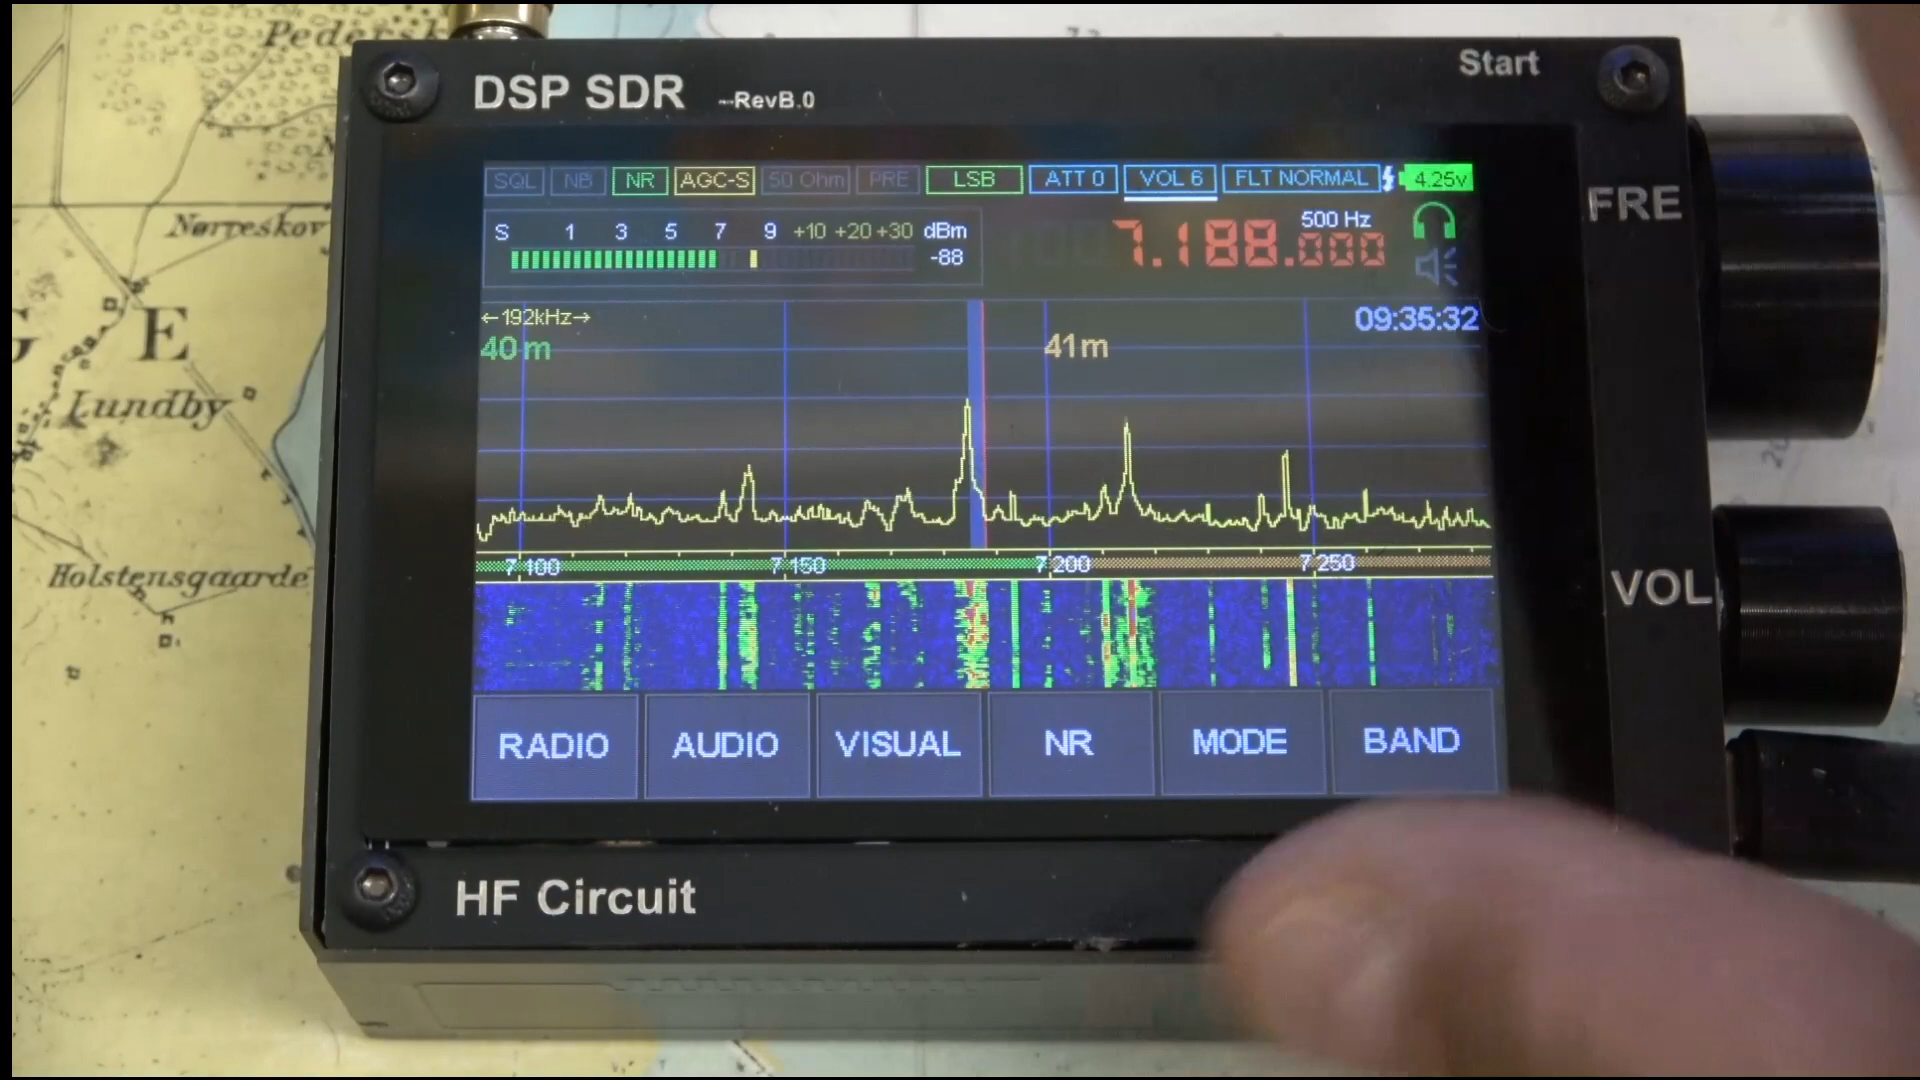 Start
DSP SDR RevB.0
SQL NB NR AGC-S 50 Ohm PRE LSB ATT 0 VOL 6 FLT NORMAL 4.25v
S 1 3 5 7 9 +10 +20 +30 dBm
-88
7.188.000
500 Hz
←192kHz→
09:35:32
40 m
41m
7 100 7 150 7 200 7 250
RADIO AUDIO VISUAL NR MODE BAND
HF Circuit
FRE
VOL
Nørreskov
E
Lundby
Holstensgaarde